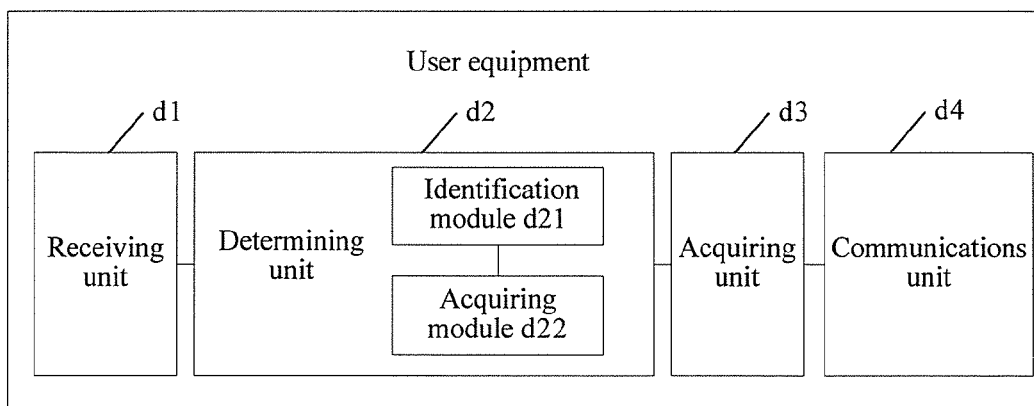 User equipment
d1
d2
d3
d4
Receiving
unit
Determining
unit
Identification
module d21
Acquiring
module d22
Acquiring
unit
Communications
unit